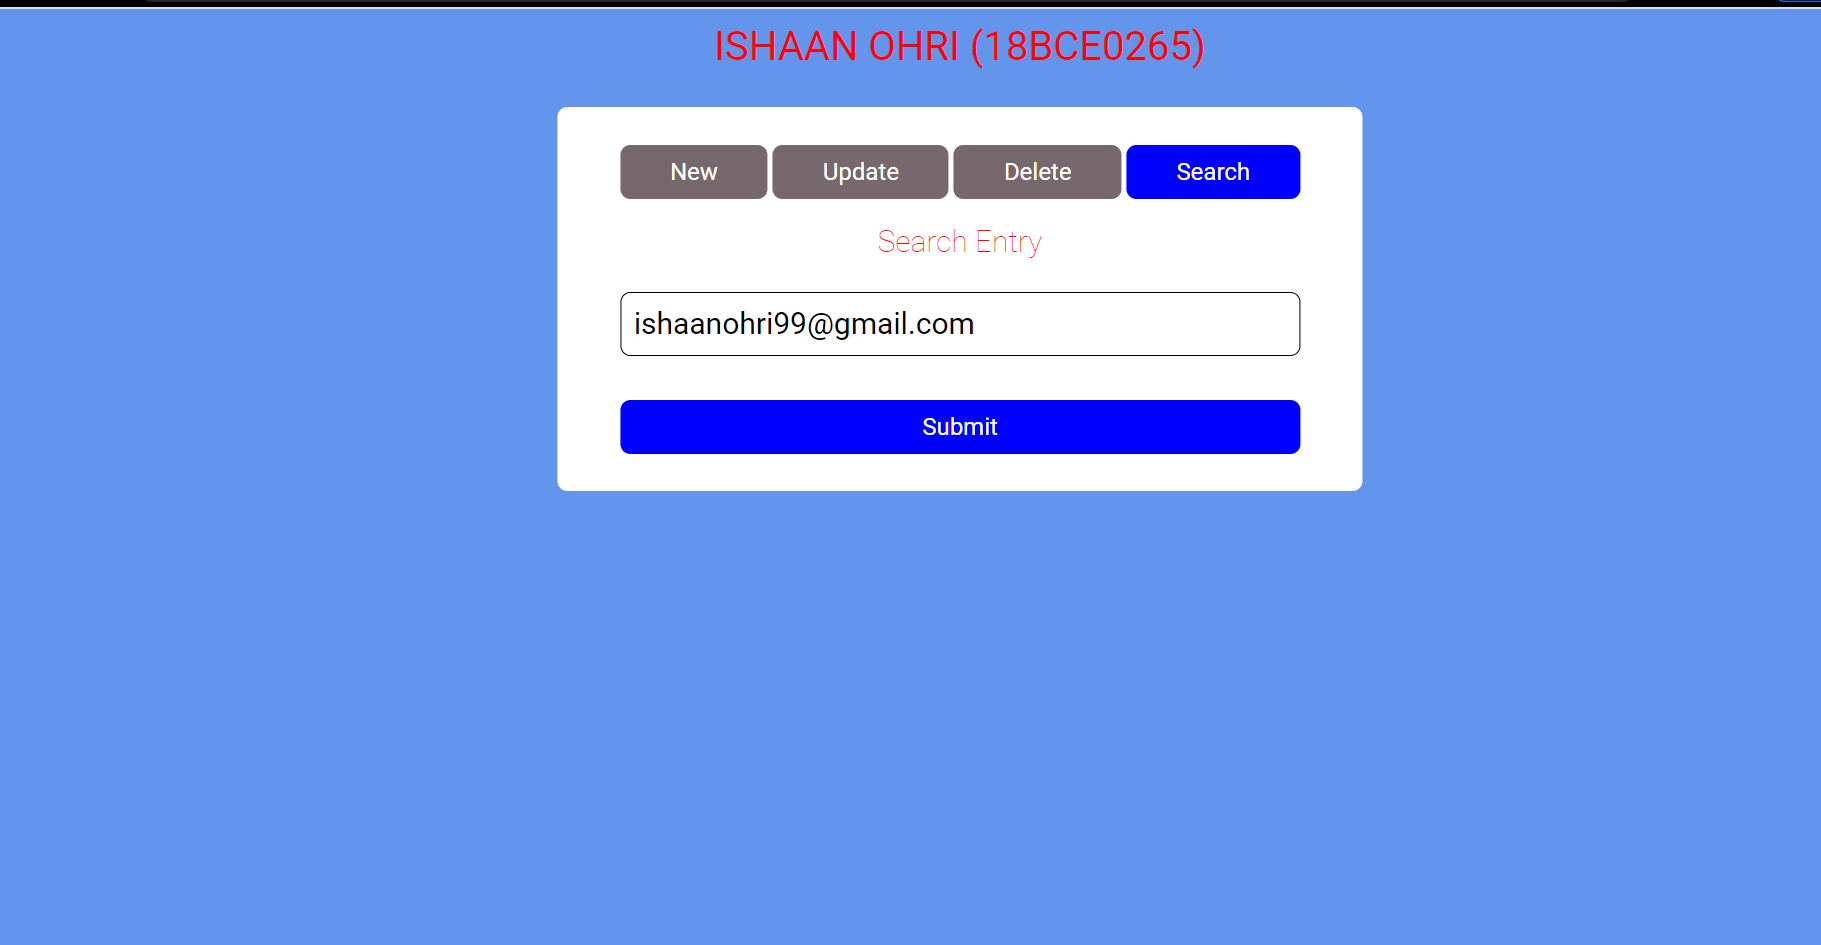 ISHAAN OHRI (18BCE0265)
New Update Delete Search
Search Entry
ishaanohri99@gmail.com
Submit